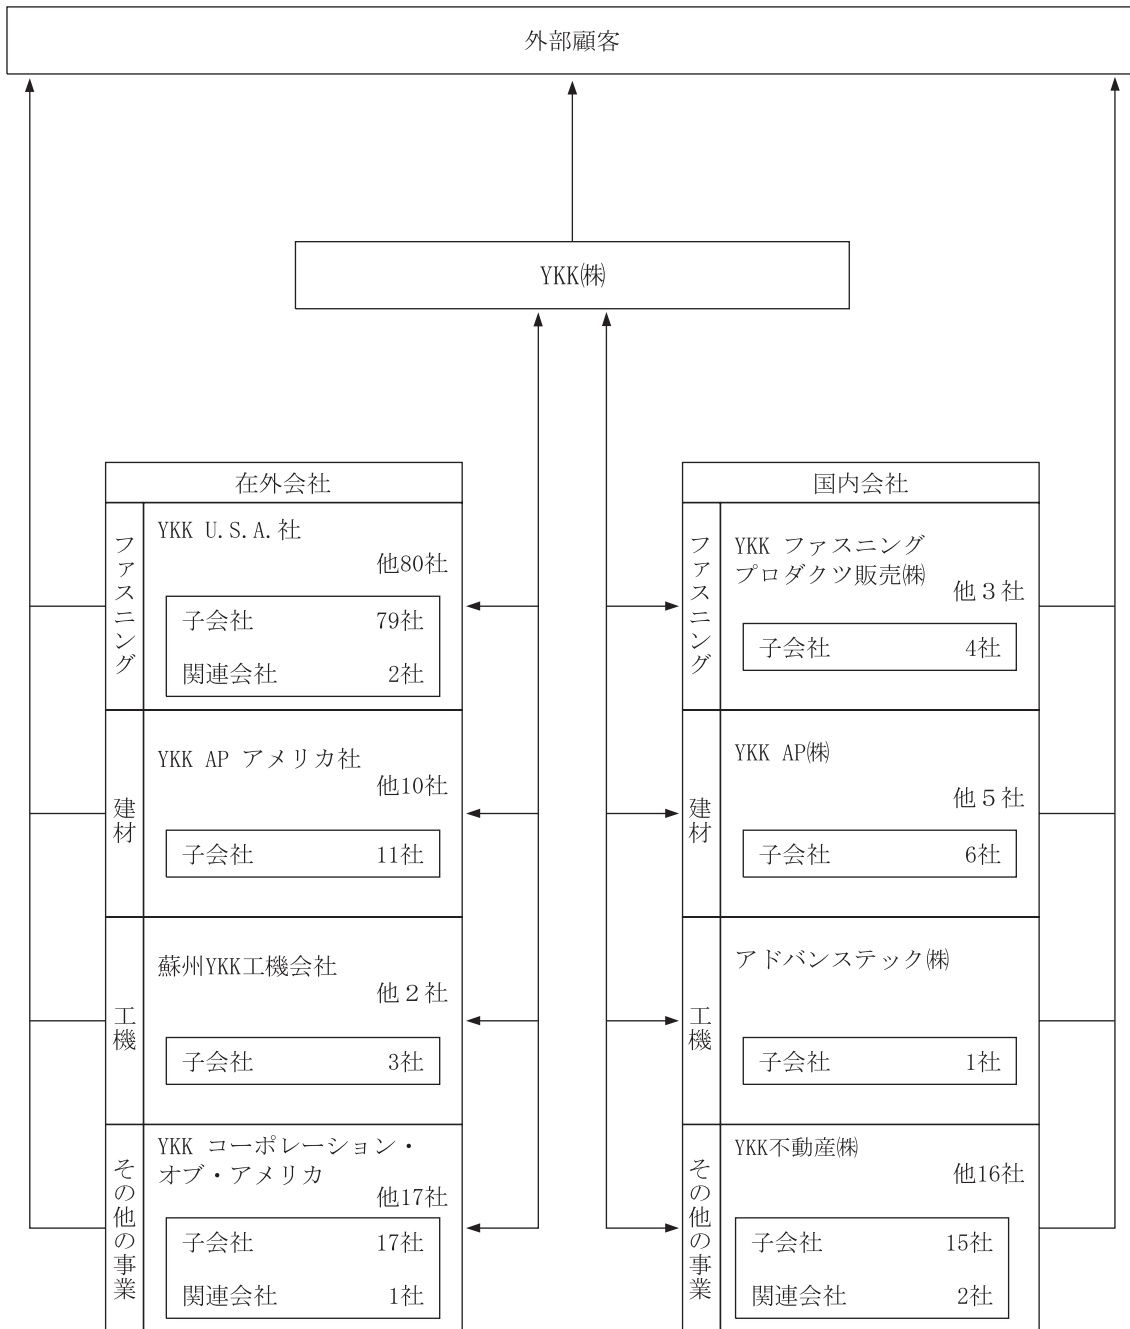 外部顧客
YKK㈱
在外会社
ファスニング
YKK U.S.A.社
他80社
子会社 79社
関連会社 2社
建材
YKK AP アメリカ社
他10社
子会社 11社
工機
蘇州YKK工機会社
他２社
子会社 3社
その他の事業
YKK コーポレーション・
オブ・アメリカ
他17社
子会社 17社
関連会社 1社
国内会社
ファスニング
YKK ファスニング
プロダクツ販売㈱
他３社
子会社 4社
建材
YKK AP㈱
他５社
子会社 6社
工機
アドバンステック㈱
子会社 1社
その他の事業
YKK不動産㈱
他16社
子会社 15社
関連会社 2社